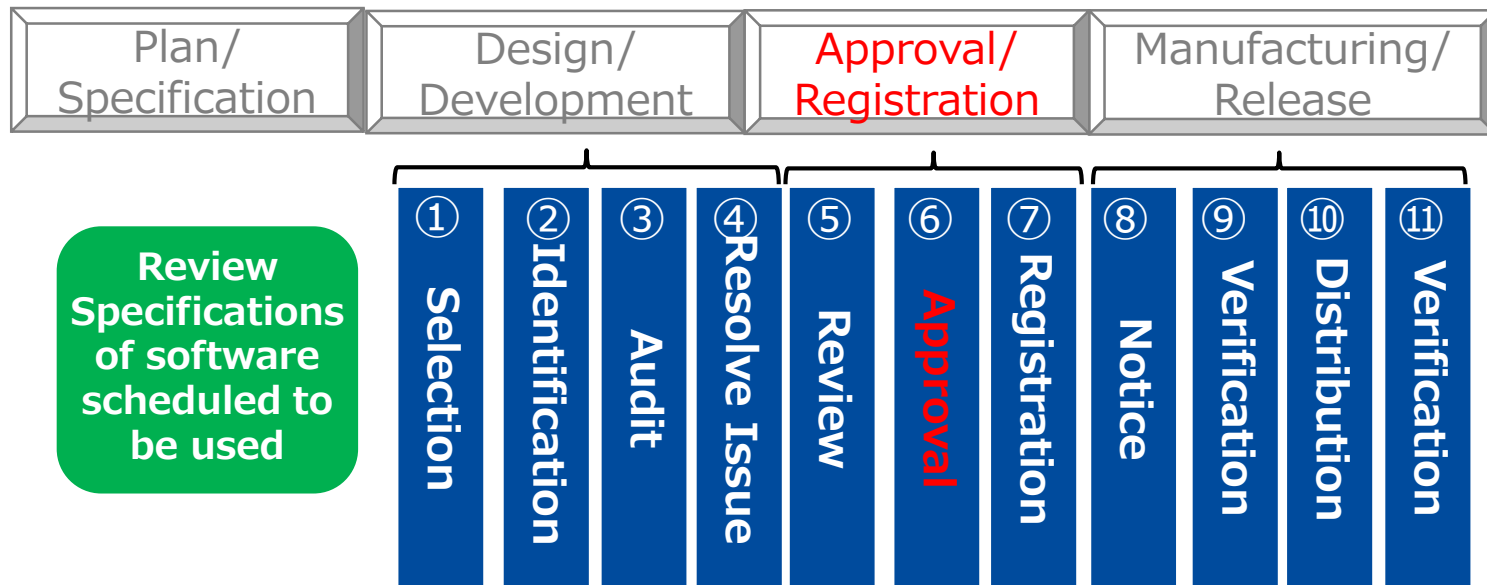 Plan/
Specification
Design/
Development
Approval/
Registration
Manufacturing/
Release
Review
Specifications
of software
scheduled to
be used
① Selection
② Identification
③ Audit
④ Resolve Issue
⑤ Review
⑥ Approval
⑦ Registration
⑧ Notice
⑨ Verification
⑩ Distribution
⑪ Verification